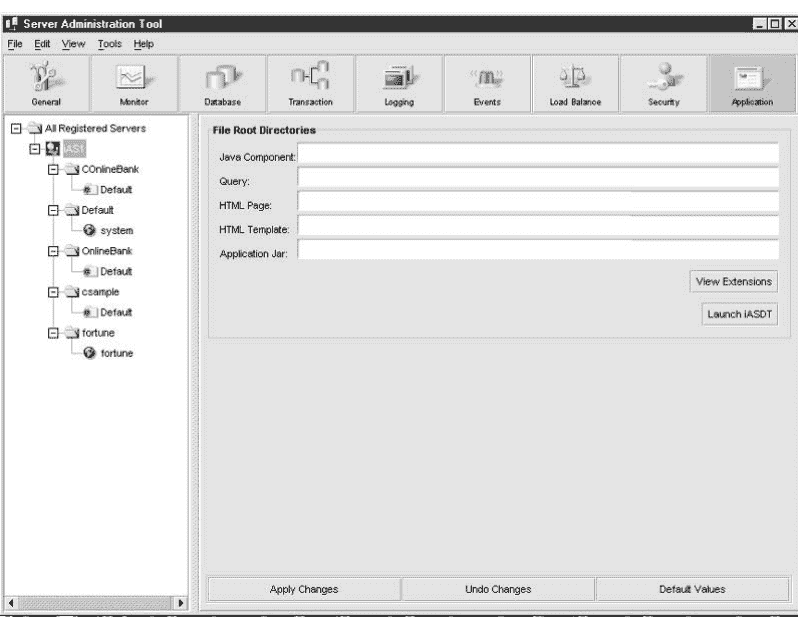 Server Administration Tool
File Edit View Tools Help
General Monitor Database Transaction Logging Events Load Balance Security Application
All Registered Servers
iAS1
COnlineBank
Default
Default
system
OnlineBank
Default
csample
Default
fortune
fortune
File Root Directories
Java Component:
Query:
HTML Page:
HTML Template:
Application Jar:
View Extensions
Launch iASDT
Apply Changes Undo Changes Default Values